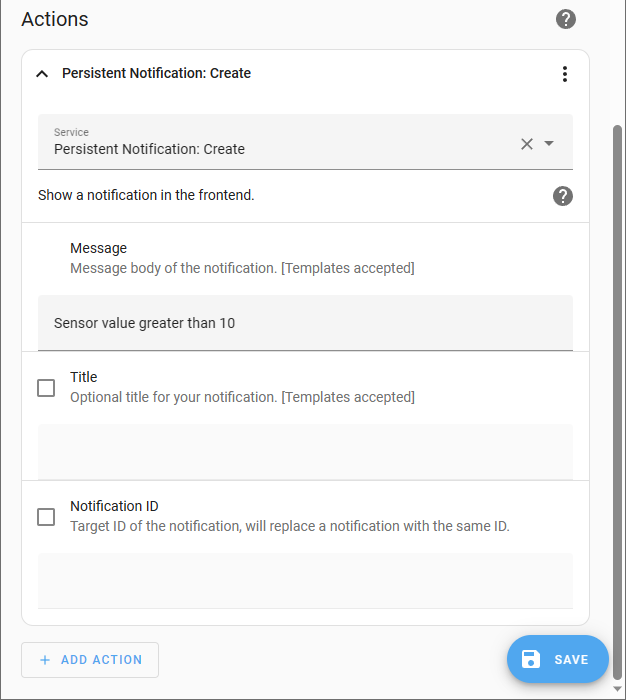 Actions
Persistent Notification: Create
Service
Persistent Notification: Create
Show a notification in the frontend.
Message
Message body of the notification. [Templates accepted]
Sensor value greater than 10
Title
Optional title for your notification. [Templates accepted]
Notification ID
Target ID of the notification, will replace a notification with the same ID.
+ ADD ACTION
SAVE